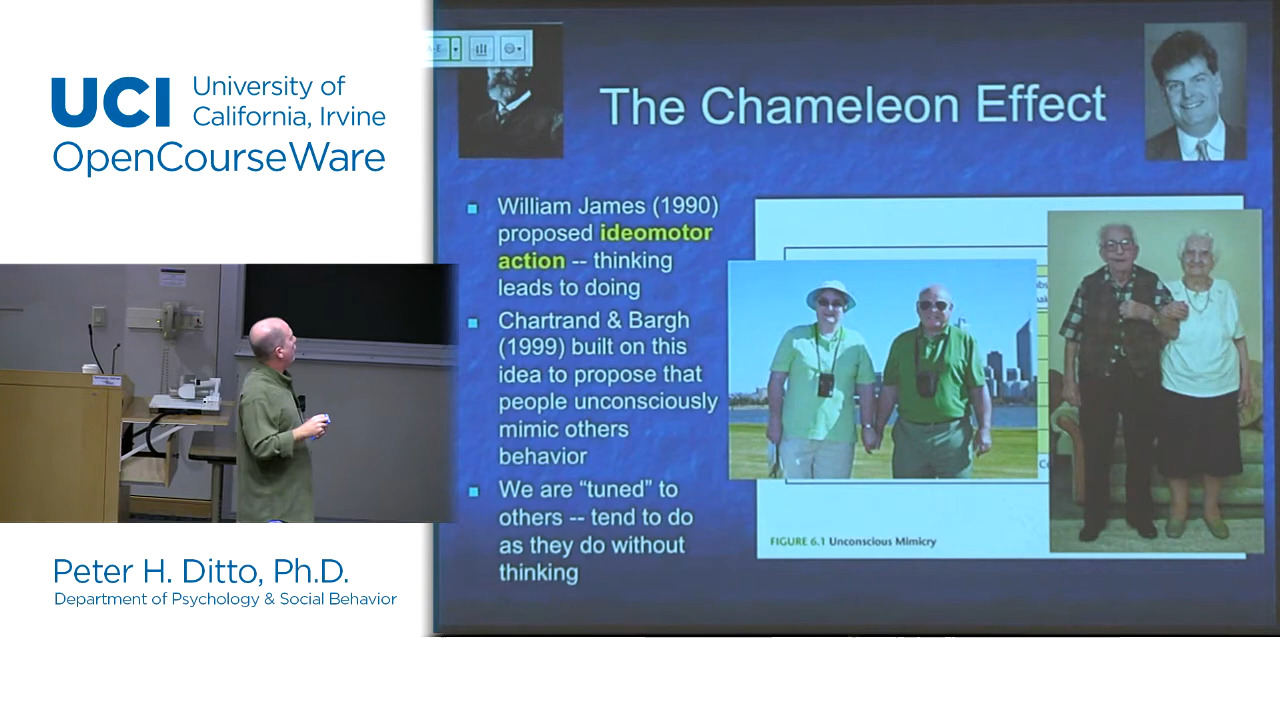 UCI University of
California, Irvine
OpenCourseWare
The Chameleon Effect
William James (1990)
proposed ideomotor
action -- thinking
leads to doing
Chartrand & Bargh
(1999) built on this
idea to propose that
people unconsciously
mimic others
behavior
We are “tuned” to
others -- tend to do
as they do without
thinking
FIGURE 6.1 Unconscious Mimicry
Peter H. Ditto, Ph.D.
Department of Psychology & Social Behavior